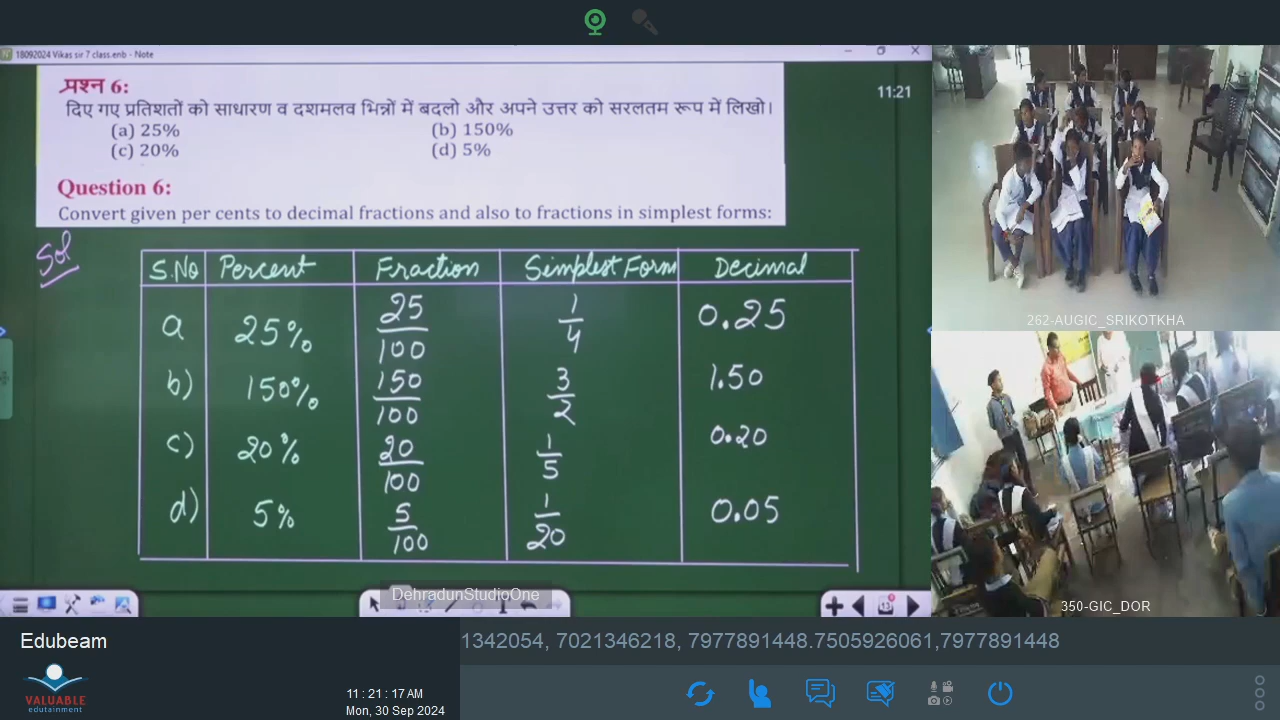 18092024 Vikas sir 7 class.enb - Note
प्रश्न 6:
दिए गए प्रतिशतों को साधारण व दशमलव भिन्नों में बदलो और अपने उत्तर को सरलतम रूप में लिखो।
(a) 25% (b) 150%
(c) 20% (d) 5%
11:21
Question 6:
Convert given per cents to decimal fractions and also to fractions in simplest forms:
Sol
S.No Percent Fraction Simplest Form Decimal
a 25% 25/100 1/4 0.25
b) 150% 150/100 3/2 1.50
c) 20% 20/100 1/5 0.20
d) 5% 5/100 1/20 0.05
DehradunStudioOne
262-AUGIC_SRIKOTKHA
350-GIC_DOR
Edubeam
1342054, 7021346218, 7977891448.7505926061,7977891448
VALUABLE
edutainment
11 : 21 : 17 AM
Mon, 30 Sep 2024